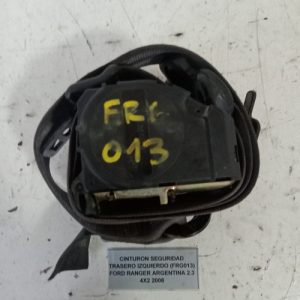 FRG
013
CINTURON SEGURIDAD
TRASERO IZQUIERDO (FRG013)
FORD RANGER ARGENTINA 2.3
4X2 2008